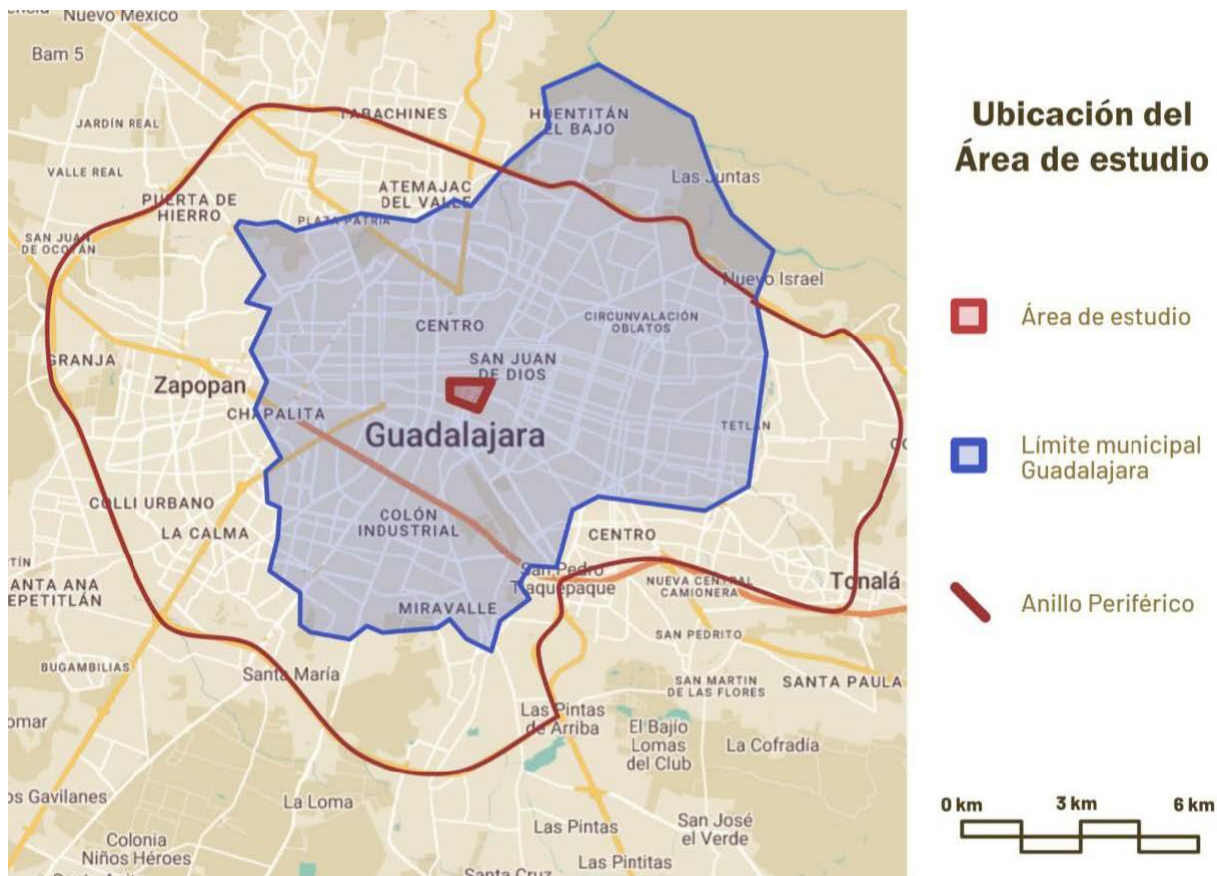 Nuevo México
Bam 5
JARDÍN REAL
TABACHINES
HUENTITÁN
EL BAJO
VALLE REAL
Las Juntas
PUERTA DE
HIERRO
ATEMAJAC
DEL VALLE
PLAZA PATRIA
SAN JUAN
DE OCOTÁN
Nuevo Israel
CENTRO
CIRCUNVALACIÓN
OBLATOS
GRANJA
SAN JUAN
DE DIOS
Zapopan
CHAPALITA
Guadalajara
TETLÁN
COLLI URBANO
LA CALMA
COLÓN
INDUSTRIAL
CENTRO
San Pedro
Tlaquepaque
NUEVA CENTRAL
CAMIONERA
Tonalá
ANTA ANA
EPETITLÁN
MIRAVALLE
SAN PEDRITO
BUGAMBILIAS
Santa María
SAN MARTIN
DE LAS FLORES
SANTA PAULA
Las Pintas
de Arriba
El Bajío
Lomas
del Club
La Cofradía
os Gavilanes
La Loma
Las Pintas
San José
el Verde
Colonia
Niños Héroes
Las Pintitas
Santa Cruz
Ubicación del
Área de estudio
Área de estudio
Límite municipal
Guadalajara
Anillo Periférico
0 km 3 km 6 km